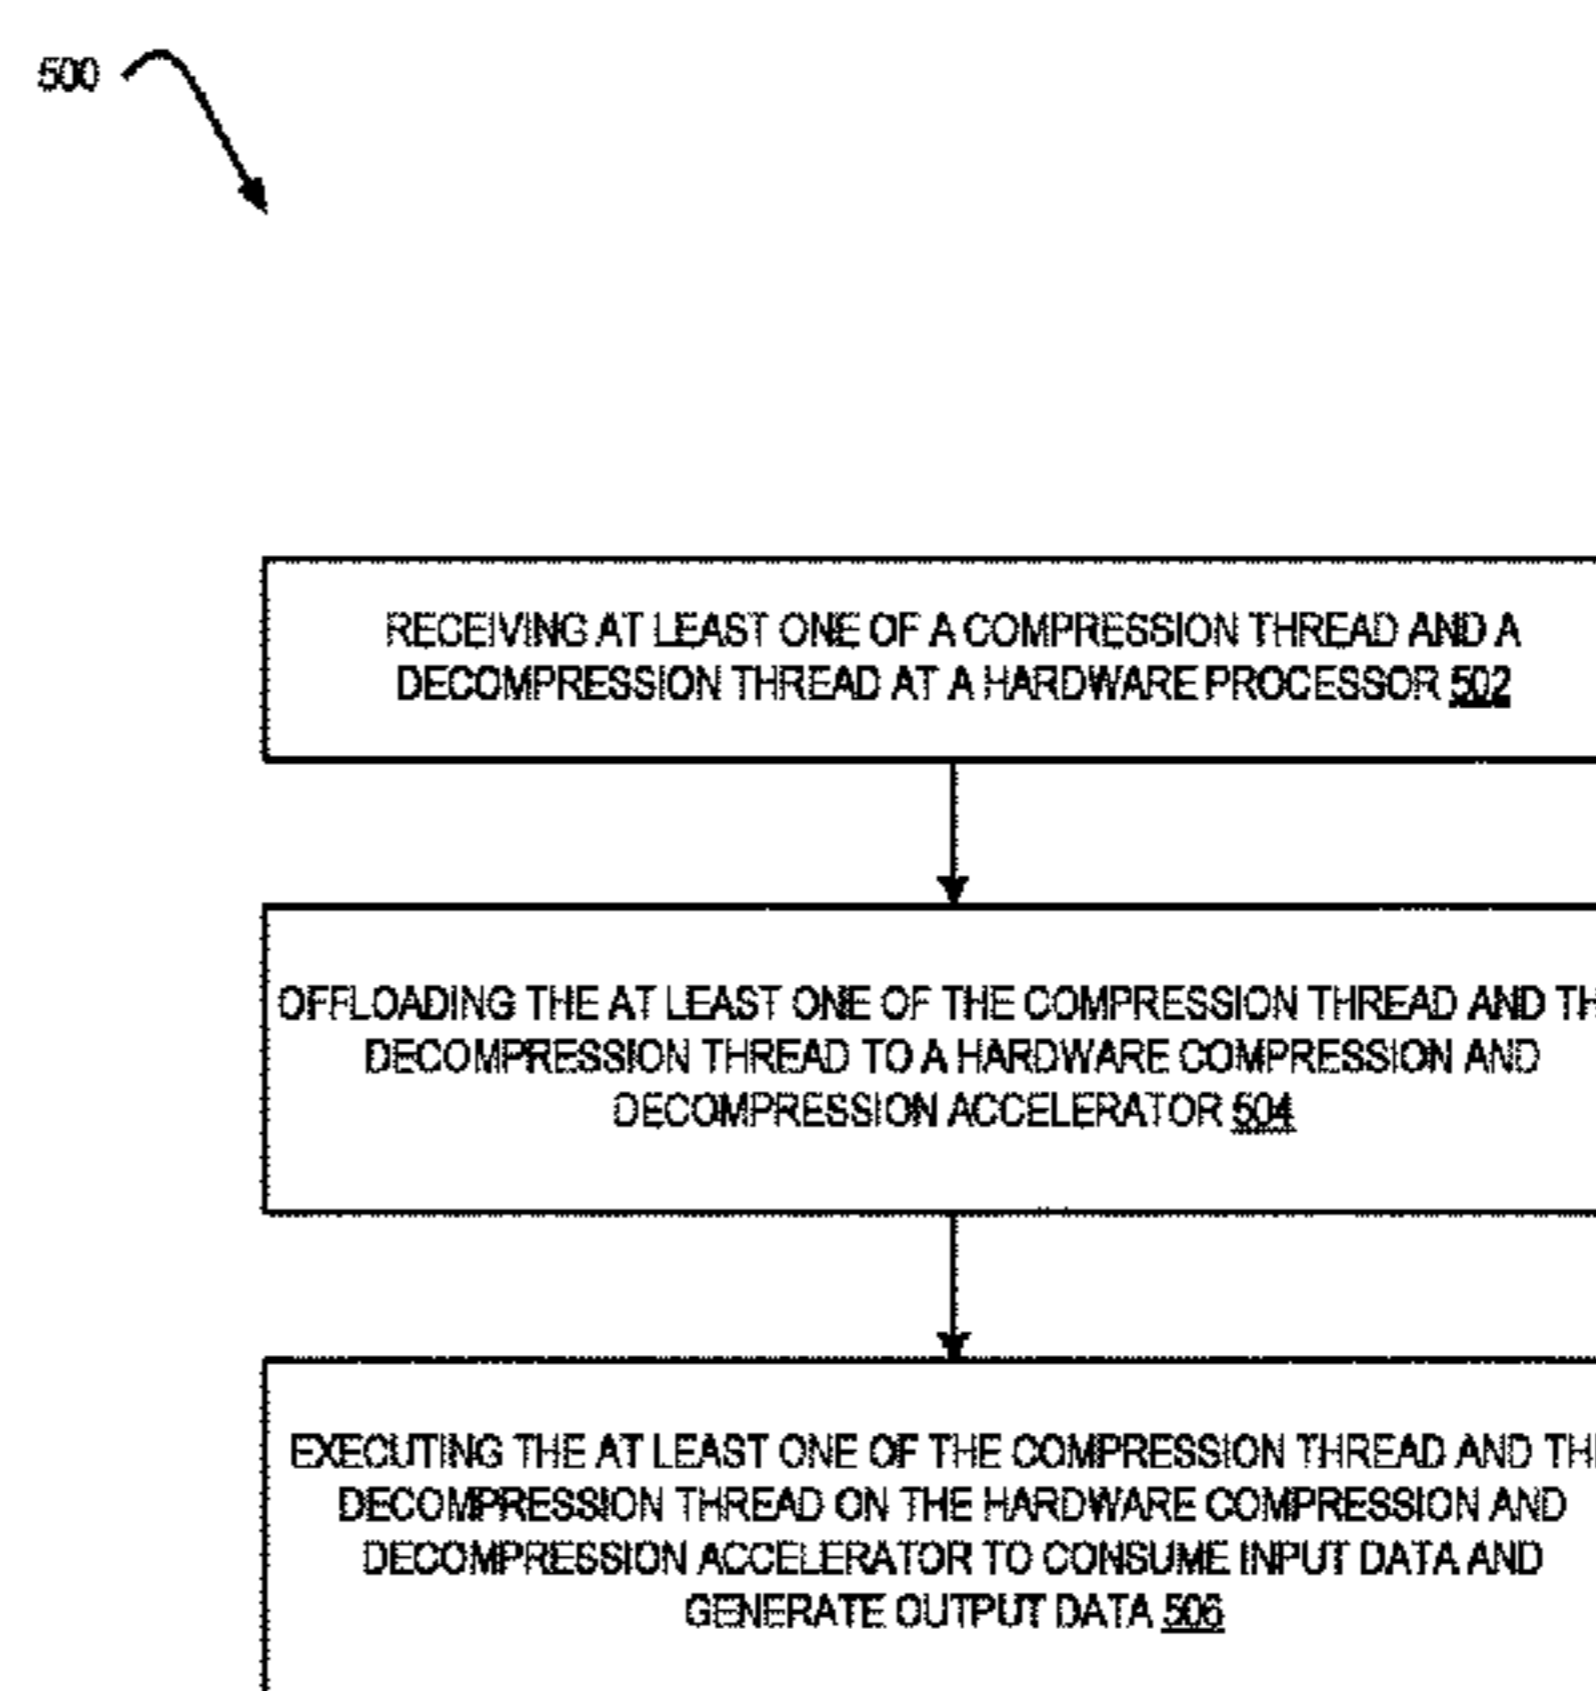 500
RECEIVING AT LEAST ONE OF A COMPRESSION THREAD AND A
DECOMPRESSION THREAD AT A HARDWARE PROCESSOR 502
OFFLOADING THE AT LEAST ONE OF THE COMPRESSION THREAD AND
DECOMPRESSION THREAD TO A HARDWARE COMPRESSION AND
DECOMPRESSION ACCELERATOR 504
EXECUTING THE AT LEAST ONE OF THE COMPRESSION THREAD AND
DECOMPRESSION THREAD ON THE HARDWARE COMPRESSION AND
DECOMPRESSION ACCELERATOR TO CONSUME INPUT DATA AND
GENERATE OUTPUT DATA 506